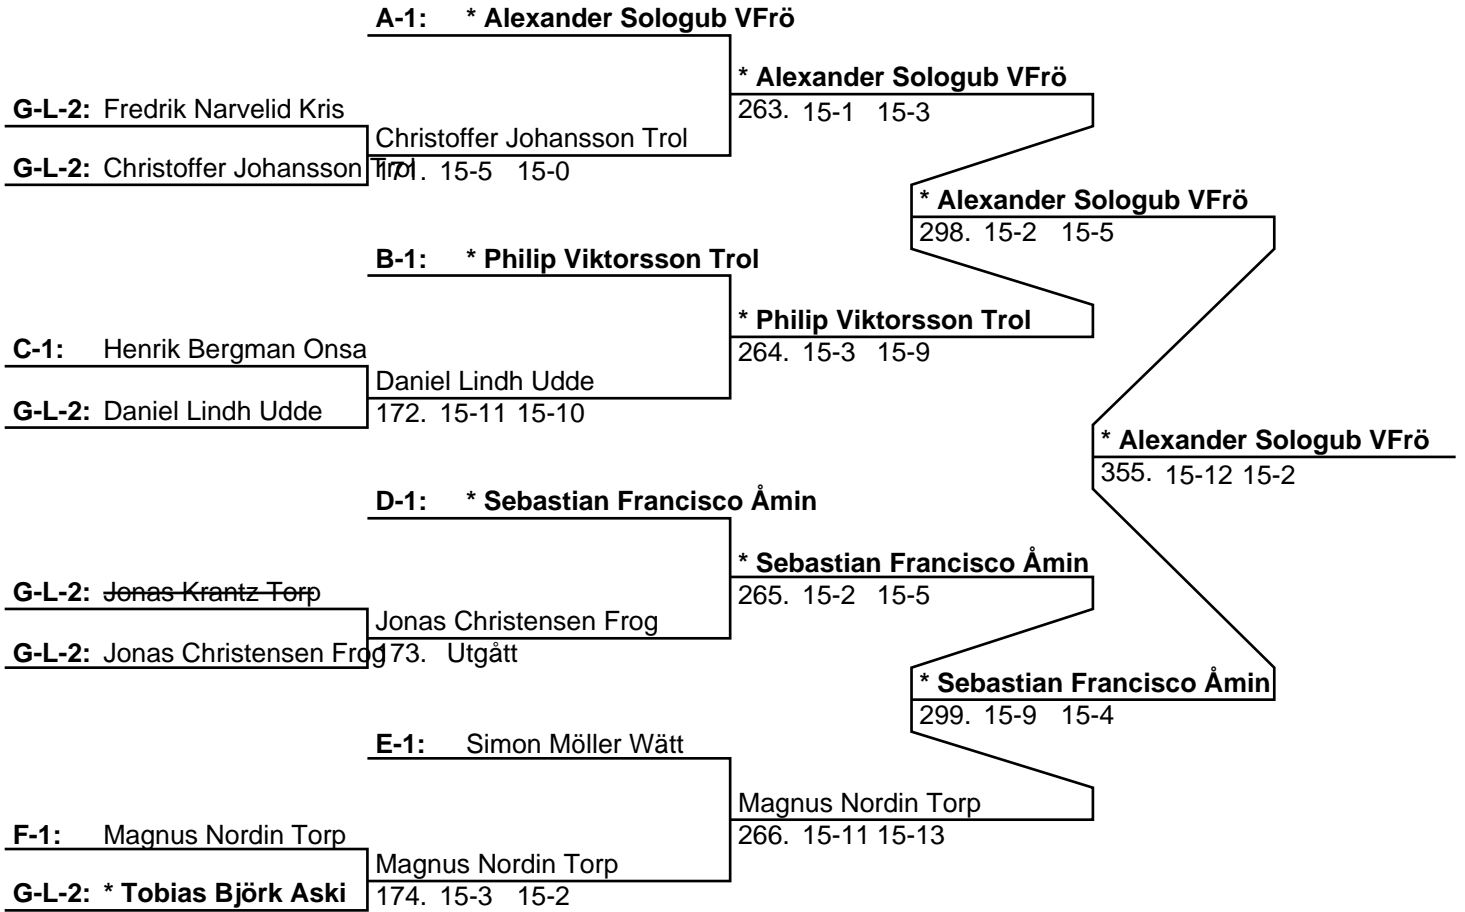 A-1: * Alexander Sologub VFrö
* Alexander Sologub VFrö
263. 15-1 15-3
G-L-2: Fredrik Narvelid Kris
Christoffer Johansson Trol
G-L-2: Christoffer Johansson Trol
171. 15-5 15-0
* Alexander Sologub VFrö
298. 15-2 15-5
B-1: * Philip Viktorsson Trol
* Philip Viktorsson Trol
264. 15-3 15-9
C-1: Henrik Bergman Onsa
Daniel Lindh Udde
G-L-2: Daniel Lindh Udde
172. 15-11 15-10
* Alexander Sologub VFrö
355. 15-12 15-2
D-1: * Sebastian Francisco Åmin
* Sebastian Francisco Åmin
265. 15-2 15-5
G-L-2: Jonas Krantz Torp
Jonas Christensen Frog
G-L-2: Jonas Christensen Frog
173. Utgått
* Sebastian Francisco Åmin
299. 15-9 15-4
E-1: Simon Möller Wätt
Magnus Nordin Torp
266. 15-11 15-13
F-1: Magnus Nordin Torp
Magnus Nordin Torp
G-L-2: * Tobias Björk Aski
174. 15-3 15-2